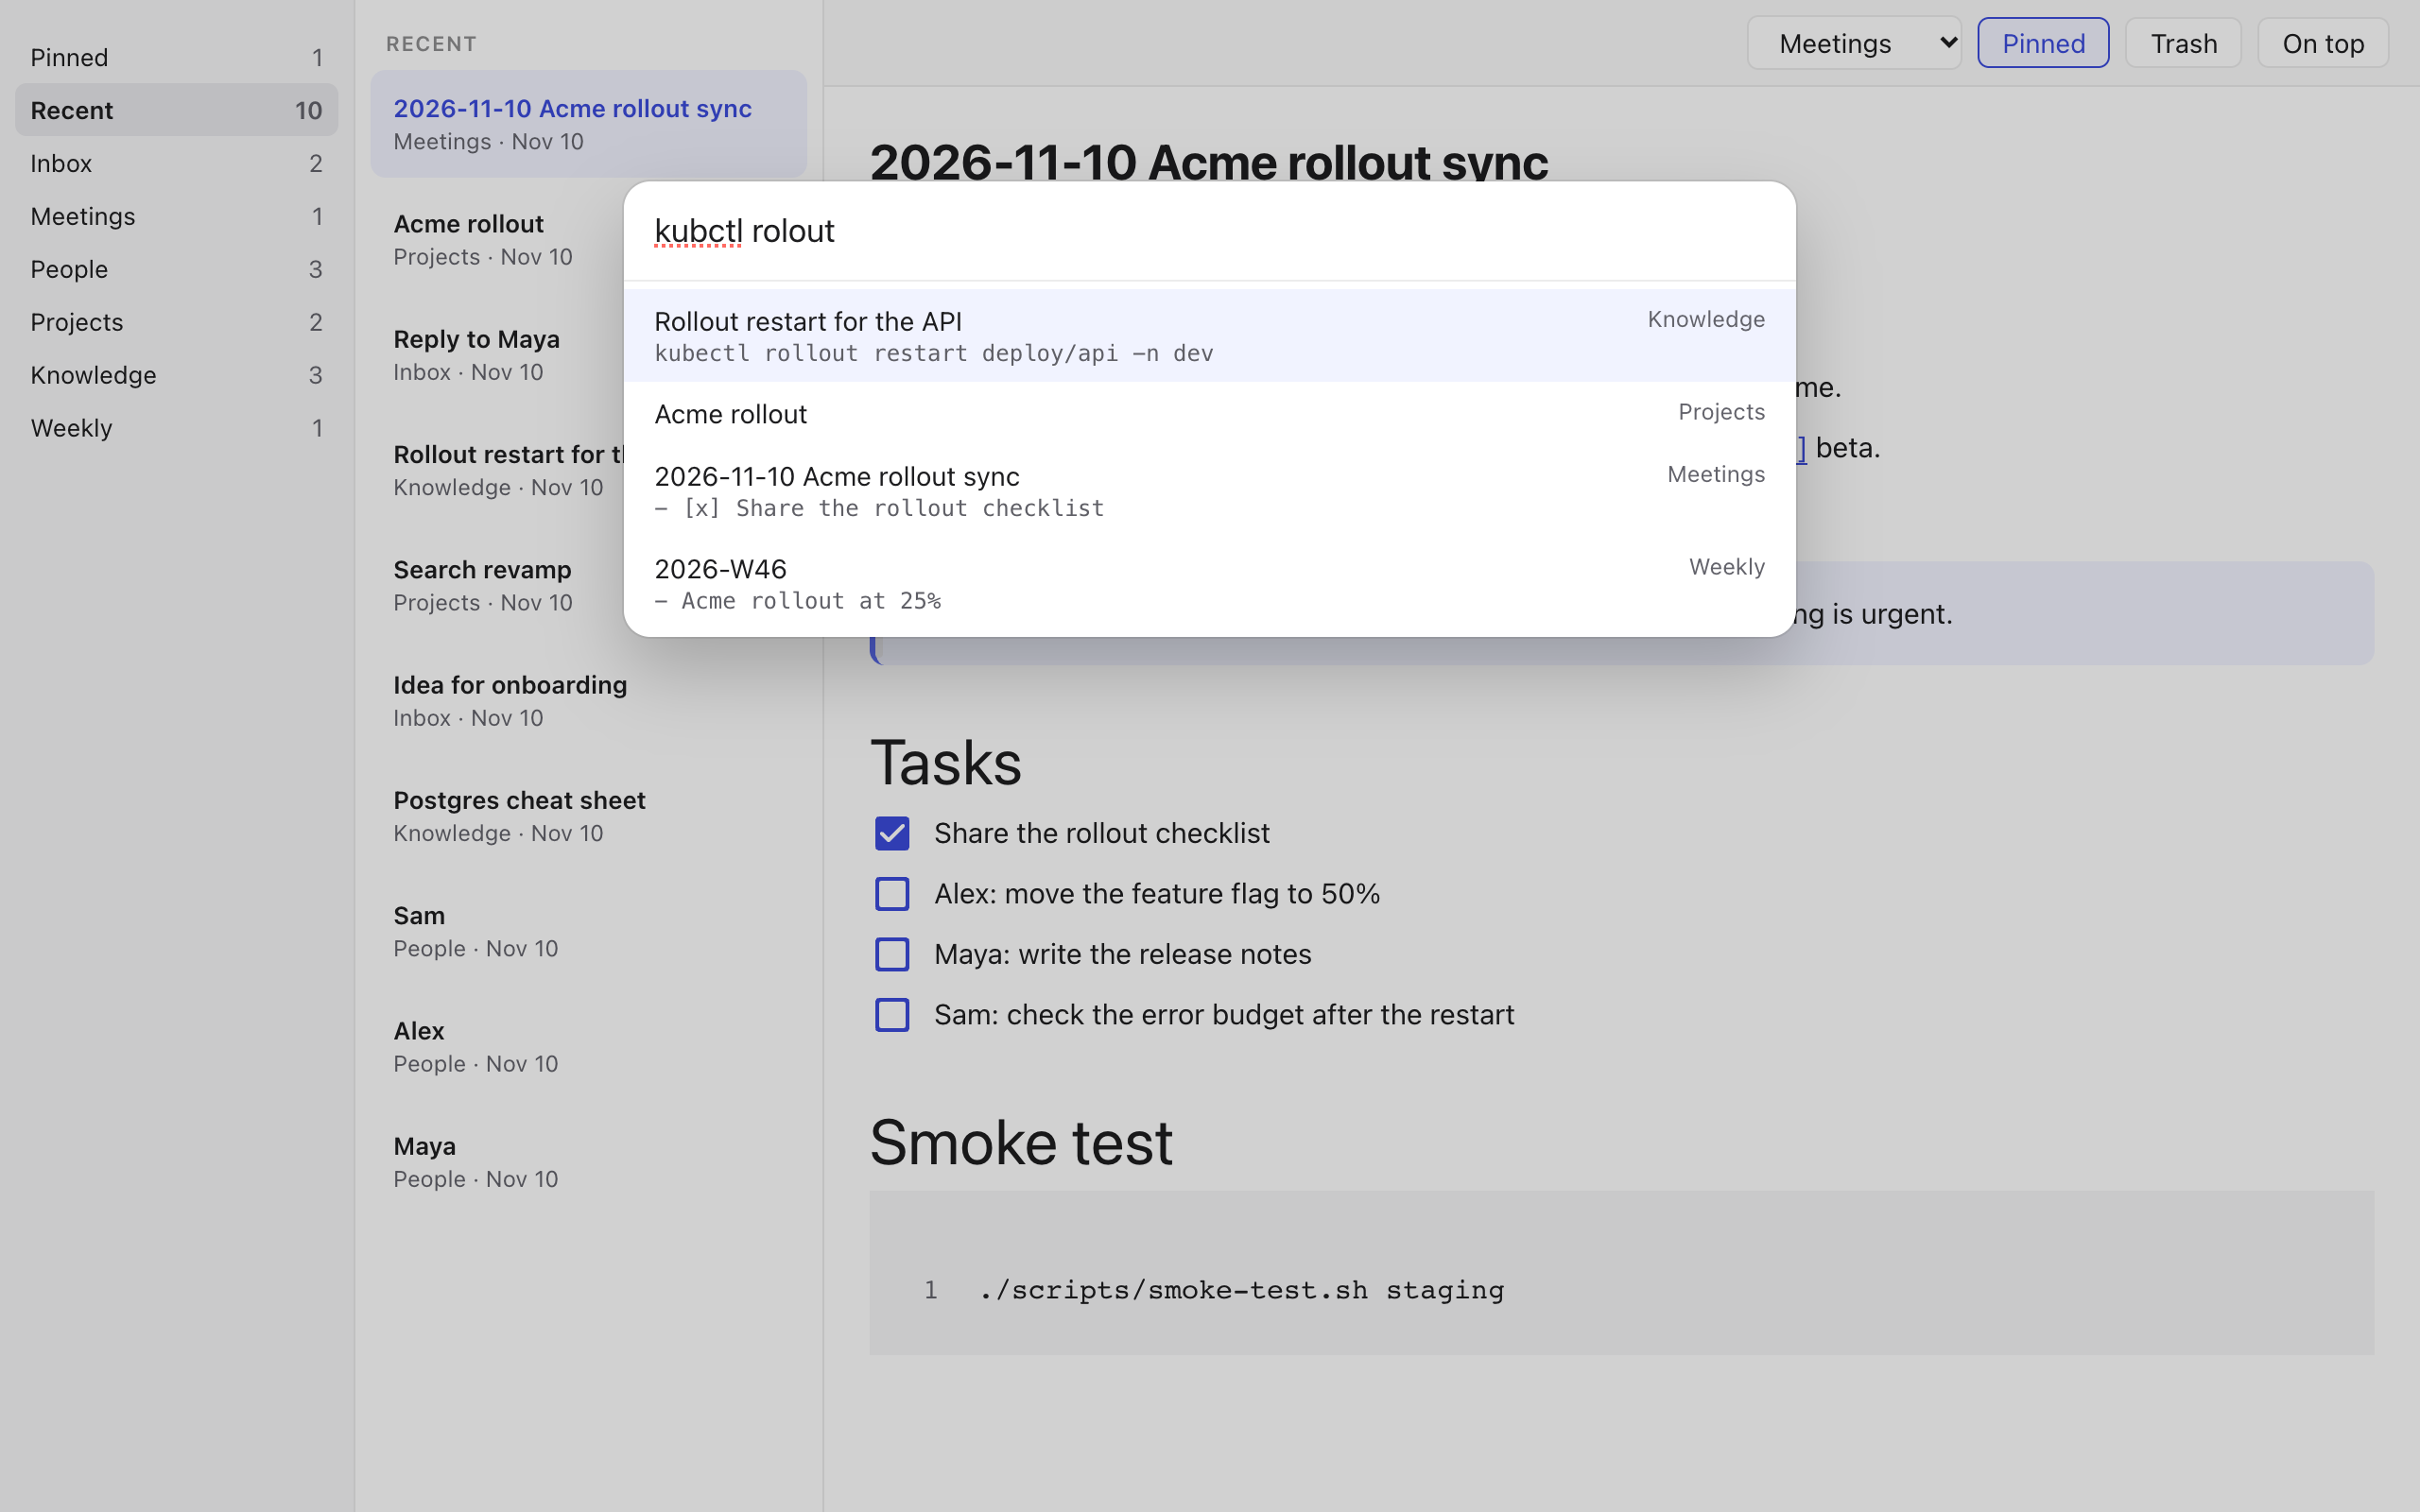 Pinned 1
Recent 10
Inbox 2
Meetings 1
People 3
Projects 2
Knowledge 3
Weekly 1
RECENT
2026-11-10 Acme rollout sync
Meetings · Nov 10
Acme rollout
Projects · Nov 10
Reply to Maya
Inbox · Nov 10
Rollout restart for
Knowledge · Nov 10
Search revamp
Projects · Nov 10
Idea for onboarding
Inbox · Nov 10
Postgres cheat sheet
Knowledge · Nov 10
Sam
People · Nov 10
Alex
People · Nov 10
Maya
People · Nov 10
Meetings
Pinned
Trash
On top
2026-11-10 Acme rollout sync
kubctl rolout
Rollout restart for the API Knowledge
kubectl rollout restart deploy/api -n dev
Acme rollout Projects
2026-11-10 Acme rollout sync Meetings
- [x] Share the rollout checklist
2026-W46 Weekly
- Acme rollout at 25%
me.
] beta.
is urgent.
Tasks
Share the rollout checklist
Alex: move the feature flag to 50%
Maya: write the release notes
Sam: check the error budget after the restart
Smoke test
1 ./scripts/smoke-test.sh staging